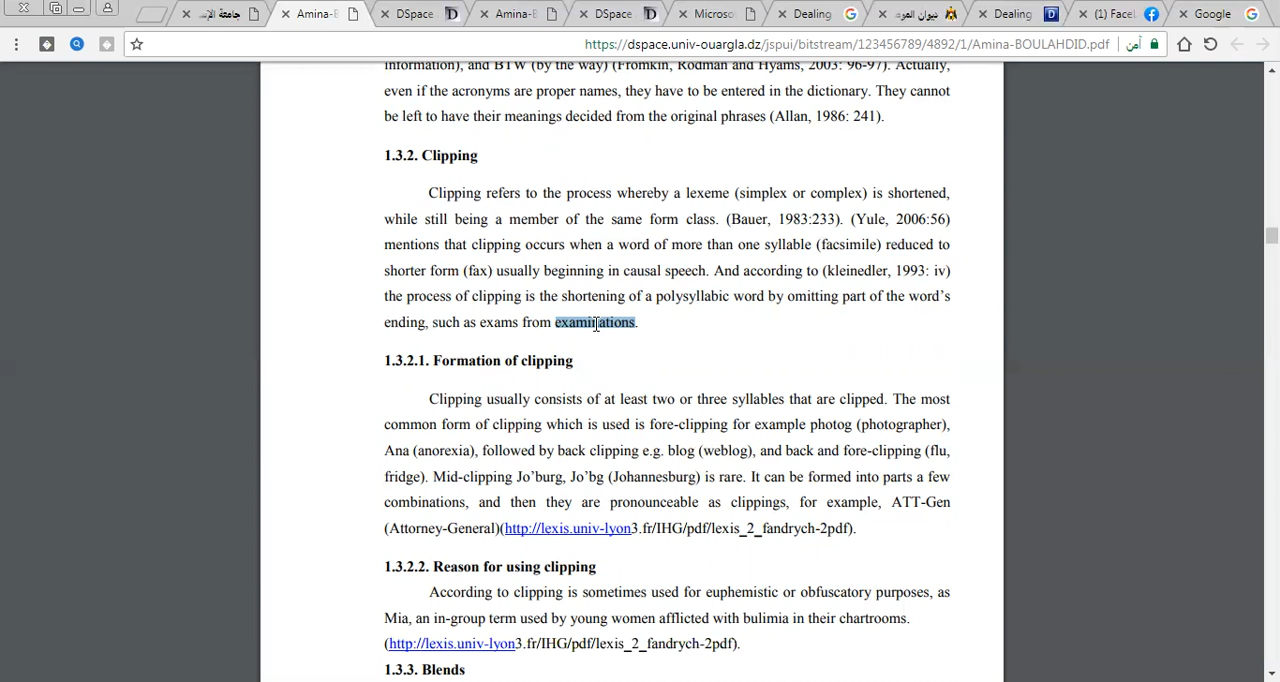 جامعة الإـ
Amina-E
DSpace
Amina-E
DSpace
Microso
Dealing
ديوان المرء
Dealing
(1) Facel
Google
https://dspace.univ-ouargla.dz/jspui/bitstream/123456789/4892/1/Amina-BOULAHDID.pdf
آمن
information), and BTW (by the way) (Fromkin, Rodman and Hyams, 2003: 96-97). Actually,
even if the acronyms are proper names, they have to be entered in the dictionary. They cannot
be left to have their meanings decided from the original phrases (Allan, 1986: 241).
1.3.2. Clipping
Clipping refers to the process whereby a lexeme (simplex or complex) is shortened,
while still being a member of the same form class. (Bauer, 1983:233). (Yule, 2006:56)
mentions that clipping occurs when a word of more than one syllable (facsimile) reduced to
shorter form (fax) usually beginning in causal speech. And according to (kleinedler, 1993: iv)
the process of clipping is the shortening of a polysyllabic word by omitting part of the word’s
ending, such as exams from examinations.
1.3.2.1. Formation of clipping
Clipping usually consists of at least two or three syllables that are clipped. The most
common form of clipping which is used is fore-clipping for example photog (photographer),
Ana (anorexia), followed by back clipping e.g. blog (weblog), and back and fore-clipping (flu,
fridge). Mid-clipping Jo’burg, Jo’bg (Johannesburg) is rare. It can be formed into parts a few
combinations, and then they are pronounceable as clippings, for example, ATT-Gen
(Attorney-General)(http://lexis.univ-lyon3.fr/IHG/pdf/lexis_2_fandrych-2pdf).
1.3.2.2. Reason for using clipping
According to clipping is sometimes used for euphemistic or obfuscatory purposes, as
Mia, an in-group term used by young women afflicted with bulimia in their chartrooms.
(http://lexis.univ-lyon3.fr/IHG/pdf/lexis_2_fandrych-2pdf).
1.3.3. Blends